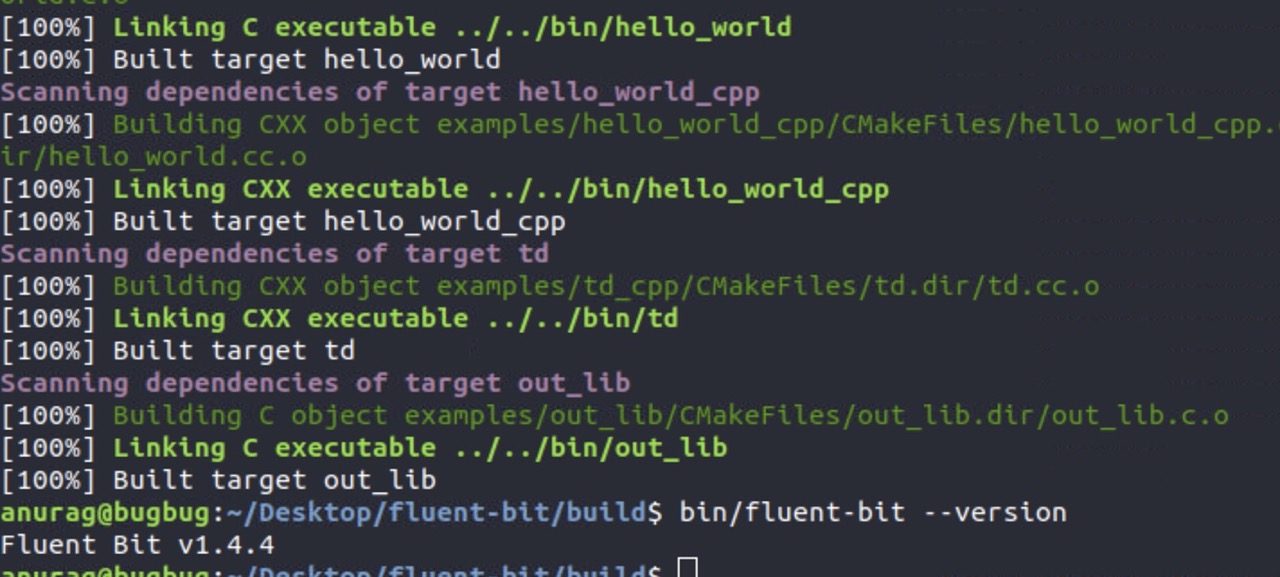 orld.c.o
[100%] Linking C executable ../../bin/hello_world
[100%] Built target hello_world
Scanning dependencies of target hello_world_cpp
[100%] Building CXX object examples/hello_world_cpp/CMakeFiles/hello_world_cpp.
ir/hello_world.cc.o
[100%] Linking CXX executable ../../bin/hello_world_cpp
[100%] Built target hello_world_cpp
Scanning dependencies of target td
[100%] Building CXX object examples/td_cpp/CMakeFiles/td.dir/td.cc.o
[100%] Linking CXX executable ../../bin/td
[100%] Built target td
Scanning dependencies of target out_lib
[100%] Building C object examples/out_lib/CMakeFiles/out_lib.dir/out_lib.c.o
[100%] Linking C executable ../../bin/out_lib
[100%] Built target out_lib
anurag@bugbug:~/Desktop/fluent-bit/build$ bin/fluent-bit --version
Fluent Bit v1.4.4
anurag@bugbug:~/Desktop/fluent-bit/build$